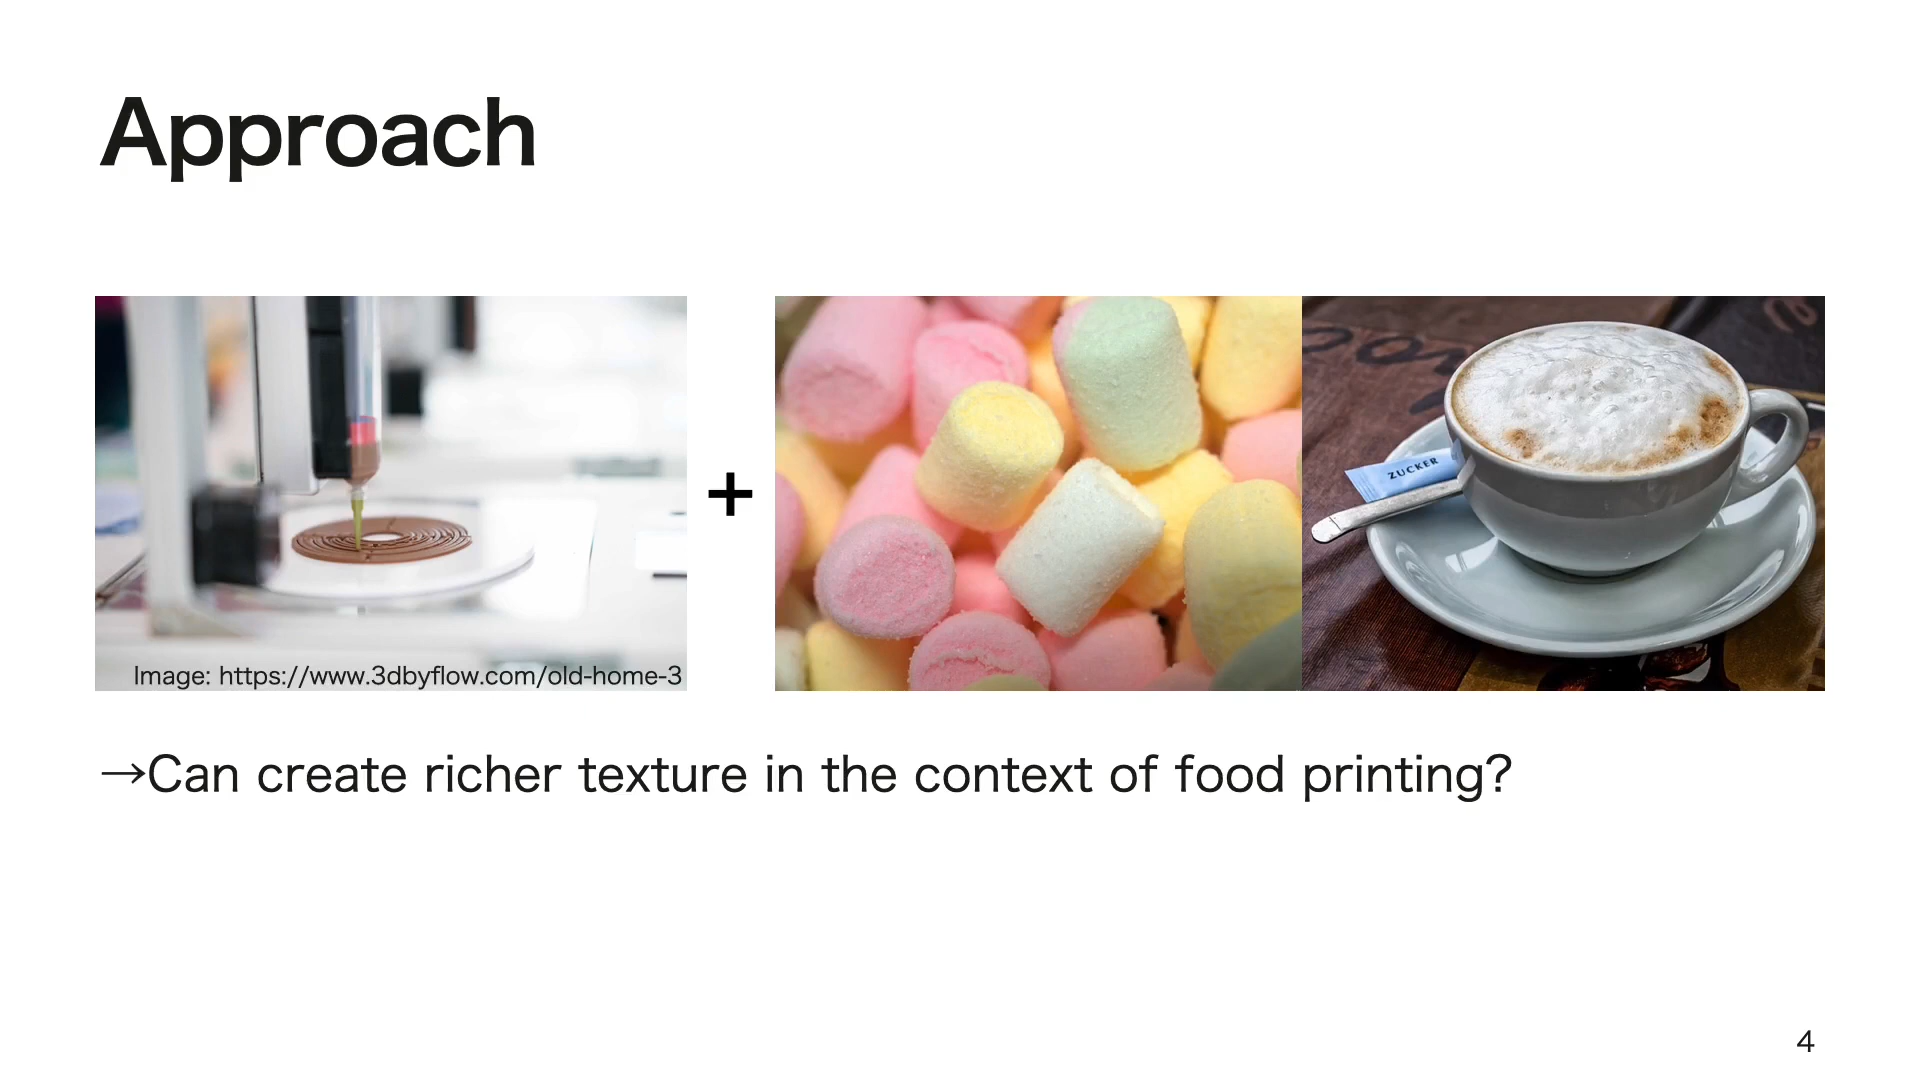 Approach
Image: https://www.3dbyflow.com/old-home-3
+
ZUCKER
→Can create richer texture in the context of food printing?
4